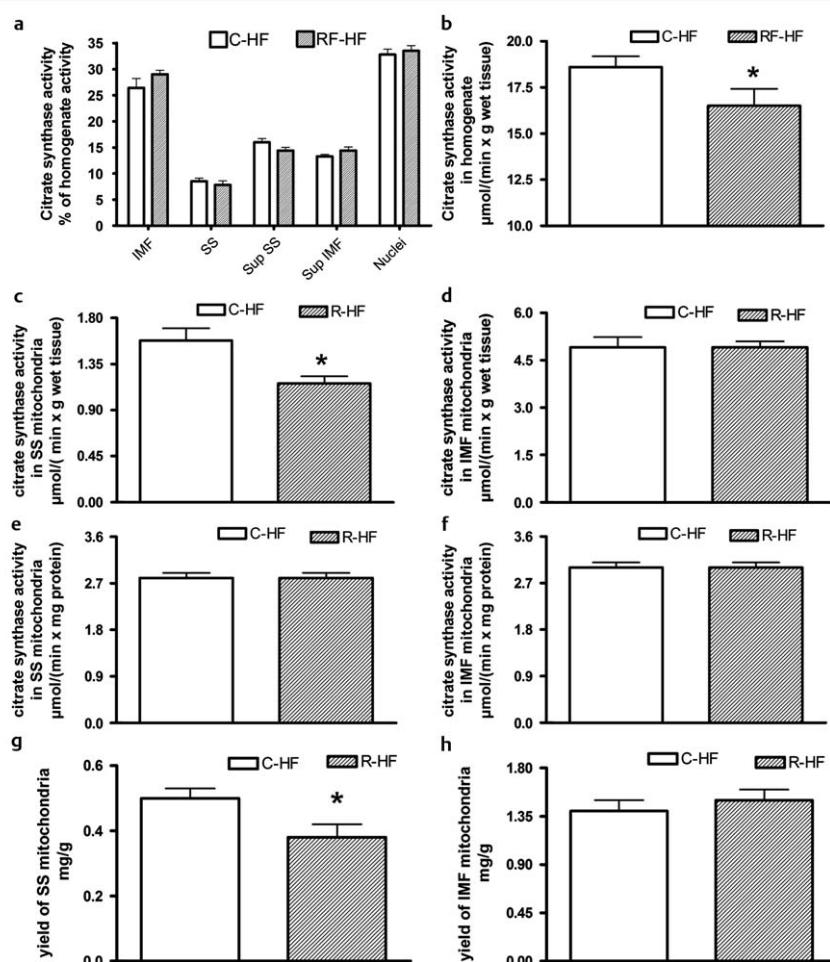 a
C-HF RF-HF
Citrate synthase activity
% of homogenate activity
35
30
25
20
15
10
5
0
IMF SS Sup SS Sup IMF Nuclei
b
C-HF RF-HF
Citrate synthase activity
in homogenate
µmol/(min x g wet tissue)
20.0
17.5
15.0
12.5
10.0
*
c
C-HF R-HF
citrate synthase activity
in SS mitochondria
µmol/( min x g wet tissue)
1.80
1.35
0.90
0.45
0.00
*
d
C-HF R-HF
citrate synthase activity
in IMF mitochondria
µmol/(min x g wet tissue)
6.0
4.5
3.0
1.5
0.0
e
C-HF R-HF
citrate synthase activity
in SS mitochondria
µmol/(min x mg protein)
3.6
2.7
1.8
0.9
0.0
f
C-HF R-HF
citrate synthase activity
in IMF mitochondria
µmol/(min x mg protein)
3.6
2.7
1.8
0.9
0.0
g
C-HF R-HF
yield of SS mitochondria
mg/g
0.6
0.4
0.2
0.0
*
h
C-HF R-HF
yield of IMF mitochondria
mg/g
1.80
1.35
0.90
0.45
0.00